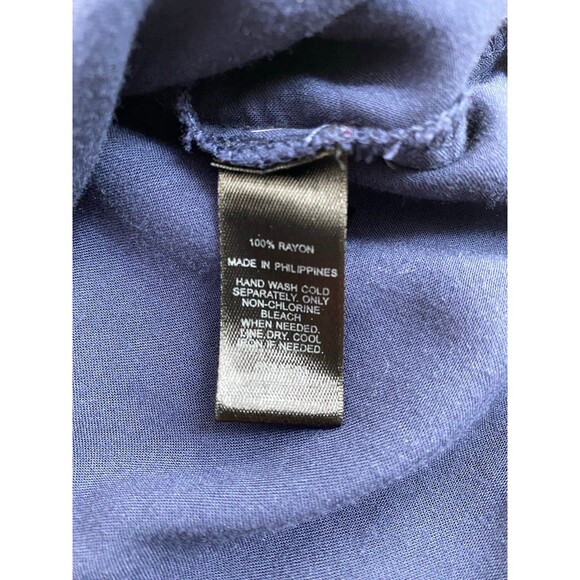 100% RAYON
MADE IN PHILIPPINES
HAND WASH COLD
SEPARATELY. ONLY
NON-CHLORINE
BLEACH
WHEN NEEDED.
LINE DRY. COOL
IRON IF NEEDED.